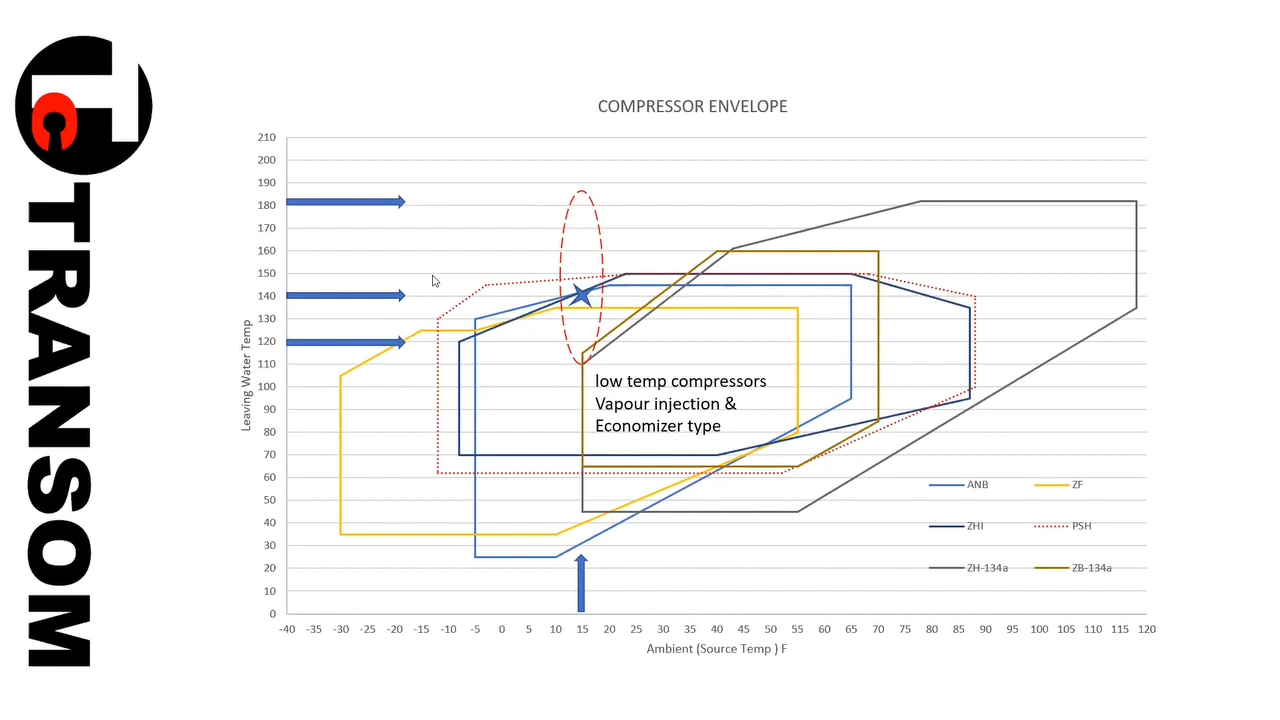 TC
TRANSOM
COMPRESSOR ENVELOPE
210
200
190
180
170
160
150
140
130
120
110
100
90
80
70
60
50
40
30
20
10
0
Leaving Water Temp
low temp compressors
Vapour injection &
Economizer type
ANB ZF
ZHI PSH
ZH-134a ZB-134a
-40 -35 -30 -25 -20 -15 -10 -5 0 5 10 15 20 25 30 35 40 45 50 55 60 65 70 75 80 85 90 95 100 105 110 115 120
Ambient (Source Temp ) F